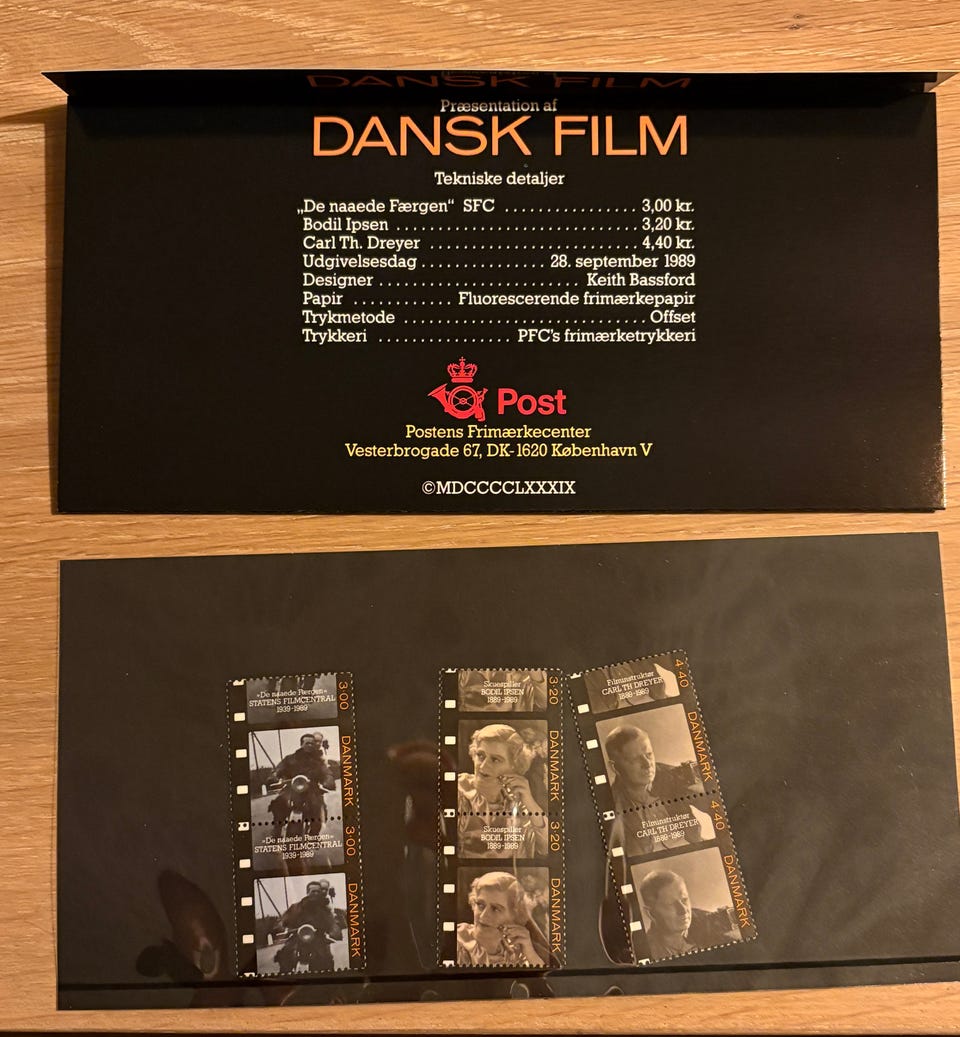 DANSK FILM
Præsentation af
DANSK FILM
Tekniske detaljer
„De naaede Færgen“ SFC ................ 3,00 kr.
Bodil Ipsen .......................... 3,20 kr.
Carl Th. Dreyer ...................... 4,40 kr.
Udgivelsesdag ............... 28. september 1989
Designer ........................ Keith Bassford
Papir ............ Fluorescerende frimærkepapir
Trykmetode .............................. Offset
Trykkeri ................ PFC's frimærketrykkeri
Post
Postens Frimærkecenter
Vesterbrogade 67, DK-1620 København V
©MDCCCCCLXXXIX
»De naaede Færgen«
STATENS FILMCENTRAL
1939-1989
3·00
DANMARK
»De naaede Færgen«
STATENS FILMCENTRAL
1939-1989
3·00
DANMARK
Skuespiller
BODIL IPSEN
1889-1989
3·20
DANMARK
Skuespiller
BODIL IPSEN
1889-1989
3·20
DANMARK
Filminstruktør
CARL TH DREYER
1889-1989
4·40
DANMARK
Filminstruktør
CARL TH DREYER
1889-1989
4·40
DANMARK